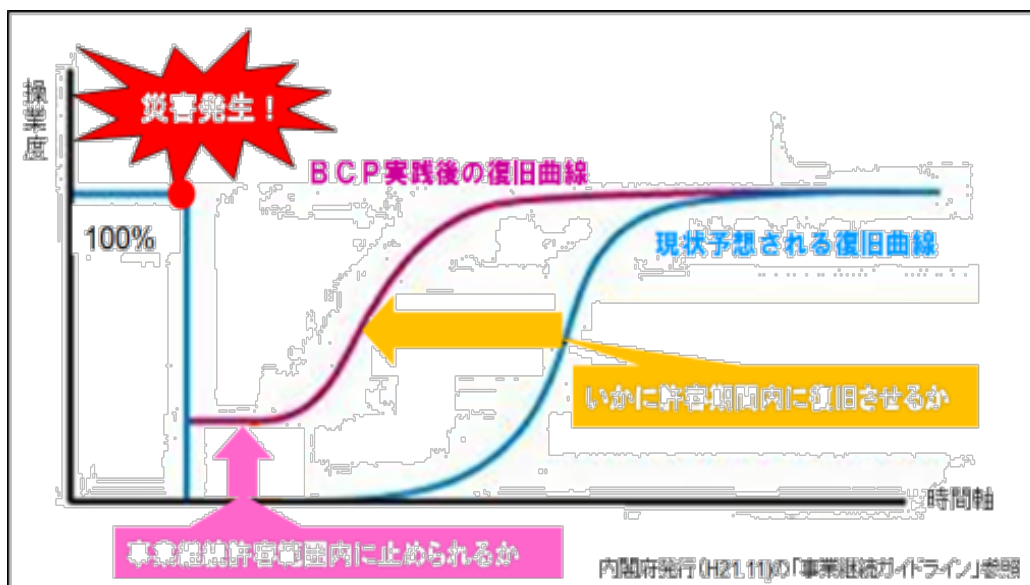 災害発生！
操業度
BCP実践後の復旧曲線
100%
現状予想される復旧曲線
いかに許容期間内に復旧させるか
時間軸
事業継続許容範囲内に止められるか
内閣府発行(H21.11)の「事業継続ガイドライン」参照